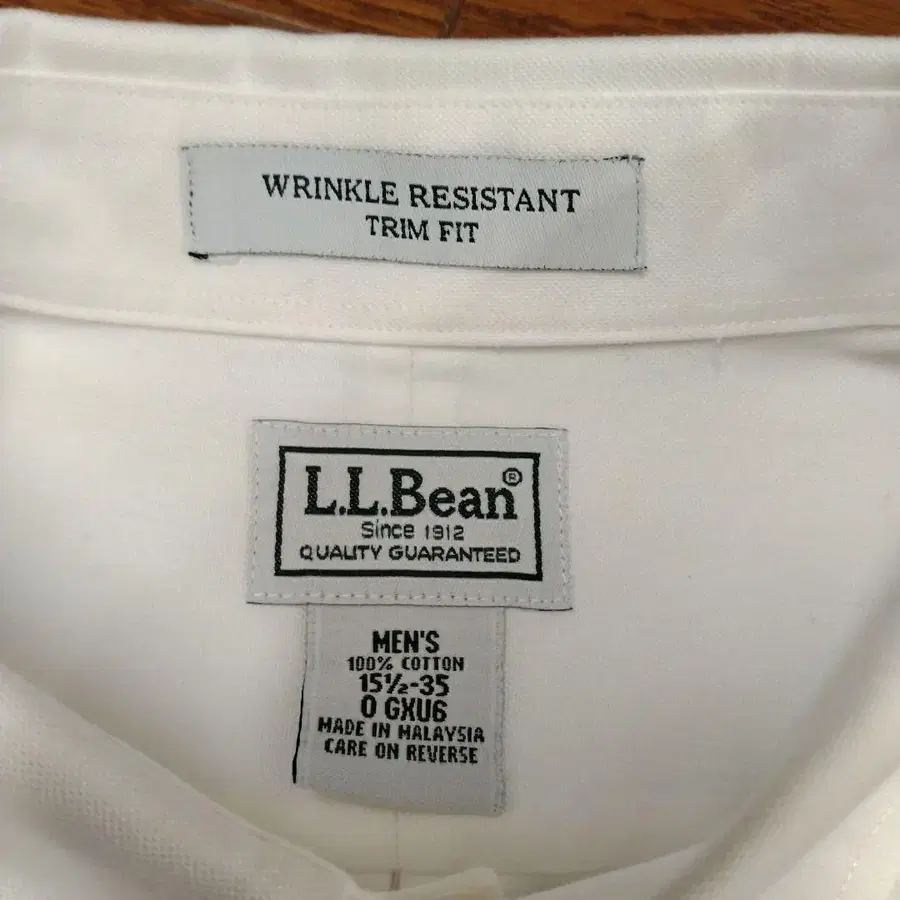 WRINKLE RESISTANT
TRIM FIT
L.L.Bean®
Since 1912
QUALITY GUARANTEED
MEN'S
100% COTTON
15½-35
0 GXU6
MADE IN MALAYSIA
CARE ON REVERSE